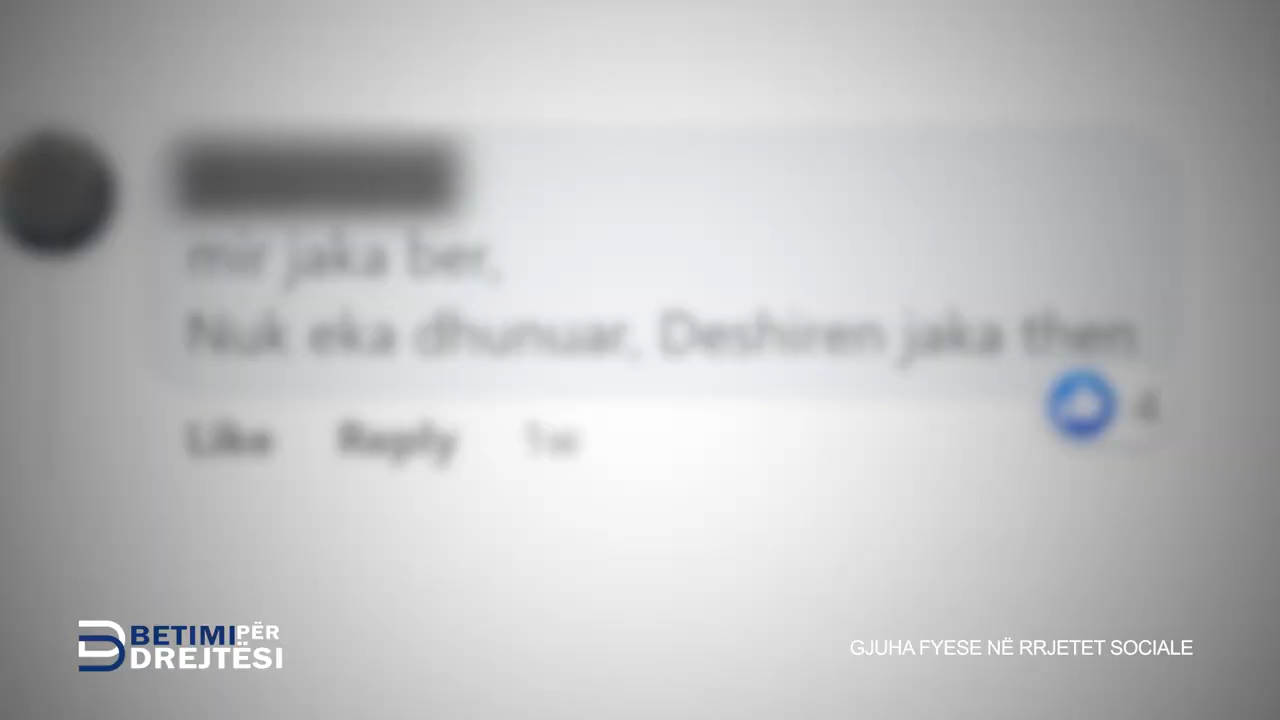 mir jaka ber,
Nuk eka dhunuar, Deshiren jaka then
Like Reply 1w
4
BETIMI PËR
DREJTËSI
GJUHA FYESE NË RRJETET SOCIALE